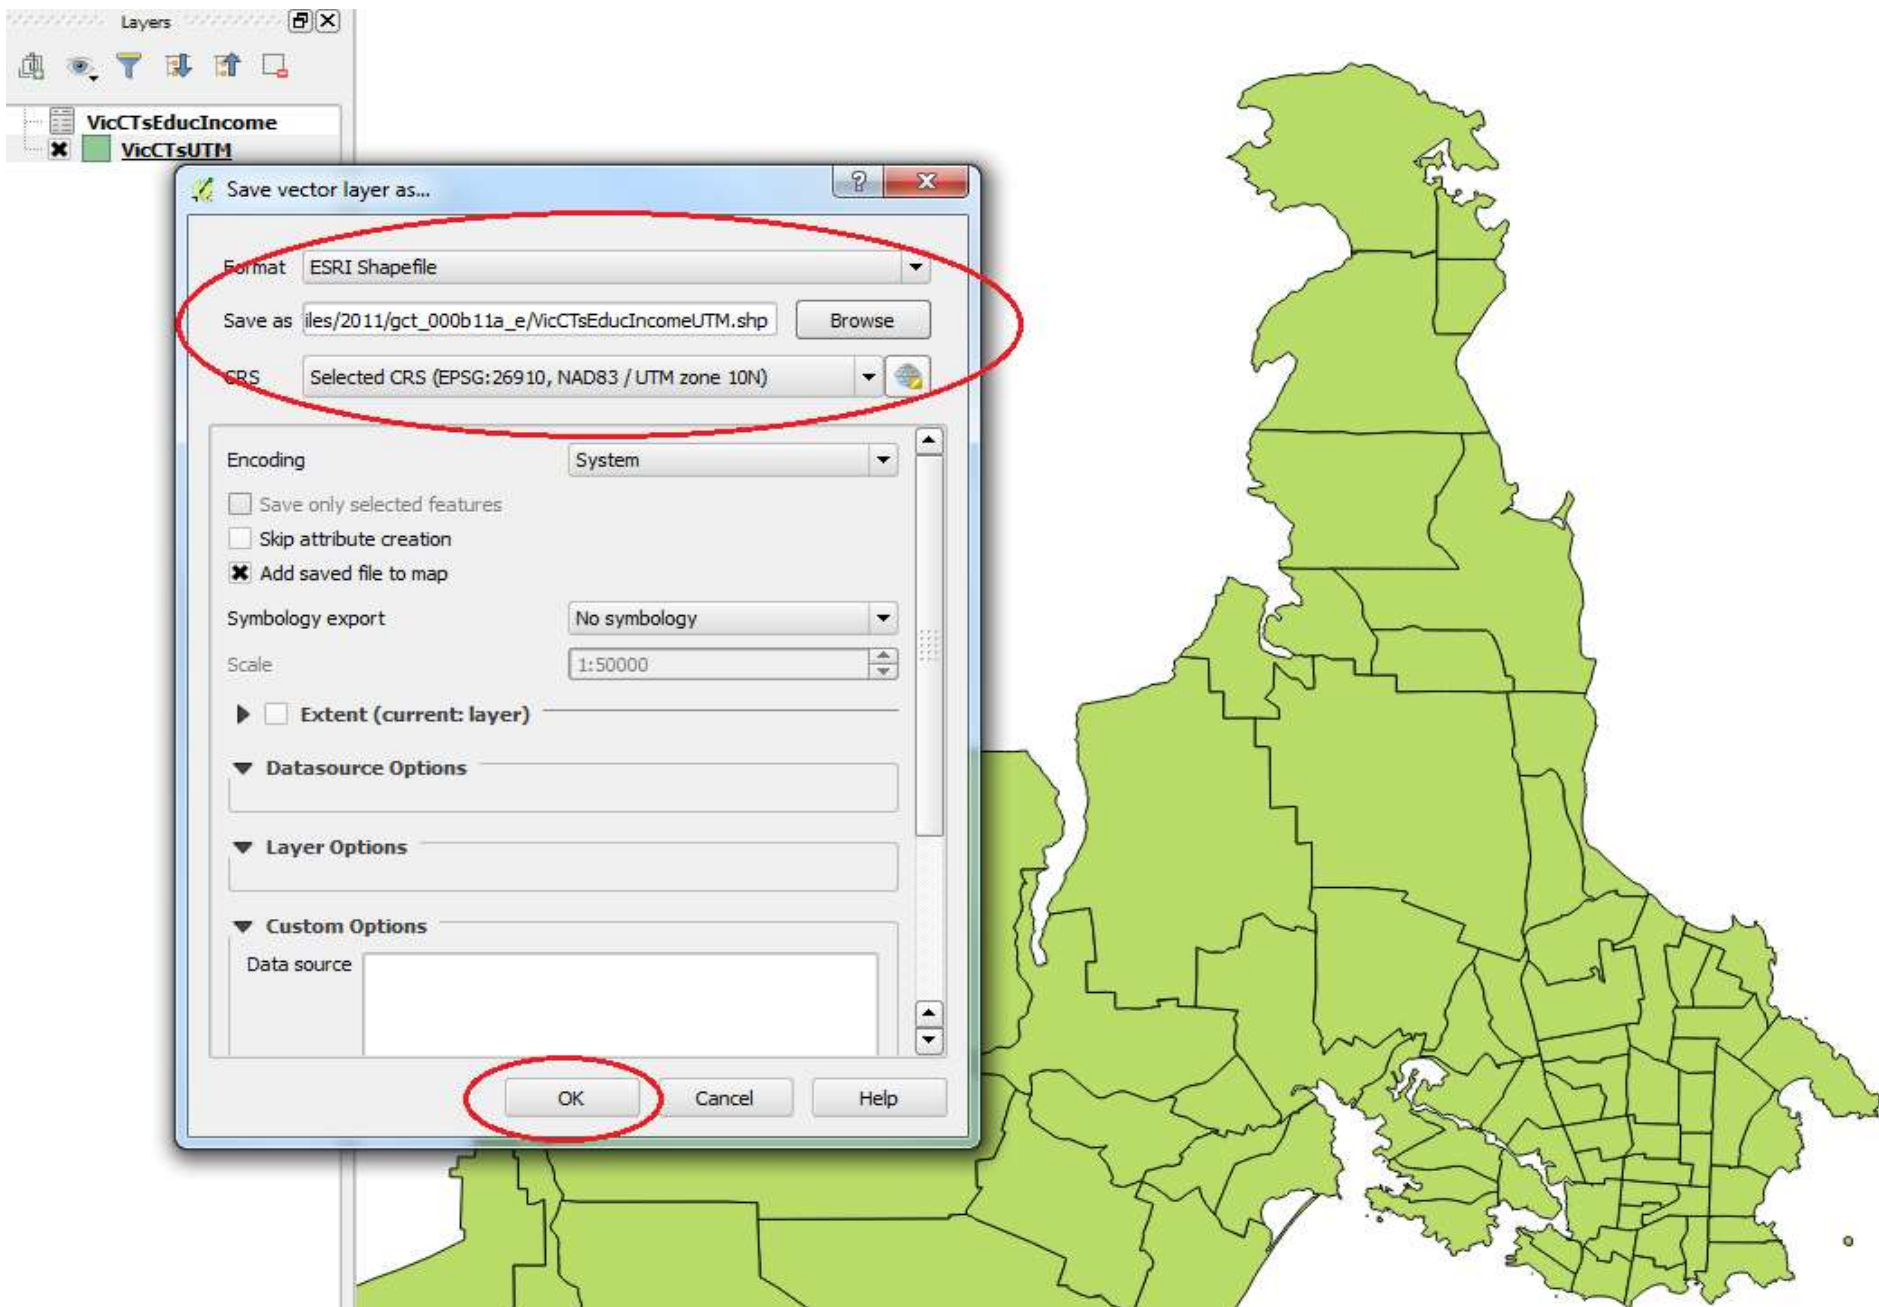 Layers
VicCTsEducIncome
VicCTsUTM
Save vector layer as...
Format ESRI Shapefile
Save as iles/2011/gct_000b11a_e/VicCTsEducIncomeUTM.shp Browse
CRS Selected CRS (EPSG:26910, NAD83 / UTM zone 10N)
Encoding System
Save only selected features
Skip attribute creation
Add saved file to map
Symbology export No symbology
Scale 1:50000
Extent (current: layer)
Datasource Options
Layer Options
Custom Options
Data source
OK Cancel Help